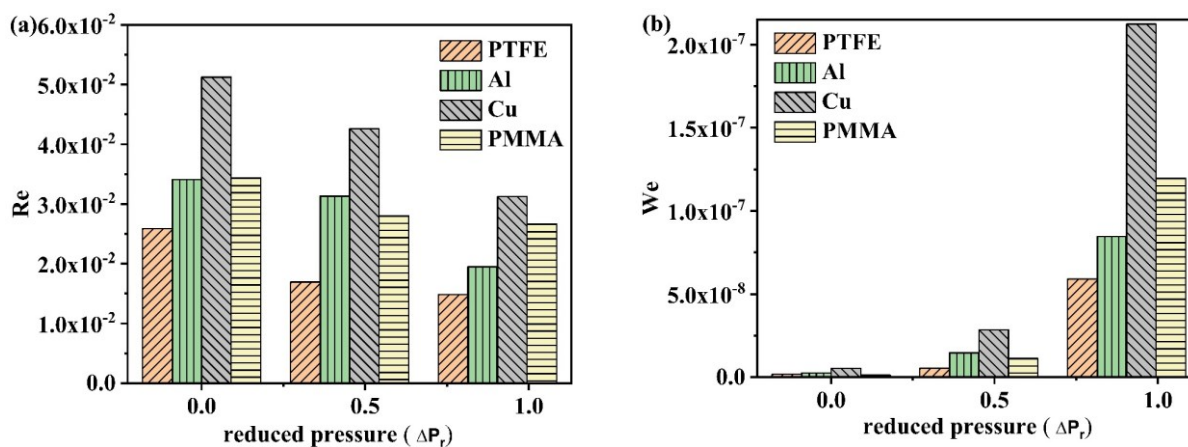 (a)
6.0x10⁻²
5.0x10⁻²
4.0x10⁻²
3.0x10⁻²
2.0x10⁻²
1.0x10⁻²
0.0
Re
PTFE
Al
Cu
PMMA
0.0 0.5 1.0
reduced pressure ( ΔPᵣ)
(b)
2.0x10⁻⁷
1.5x10⁻⁷
1.0x10⁻⁷
5.0x10⁻⁸
0.0
We
PTFE
Al
Cu
PMMA
0.0 0.5 1.0
reduced pressure ( ΔPᵣ)